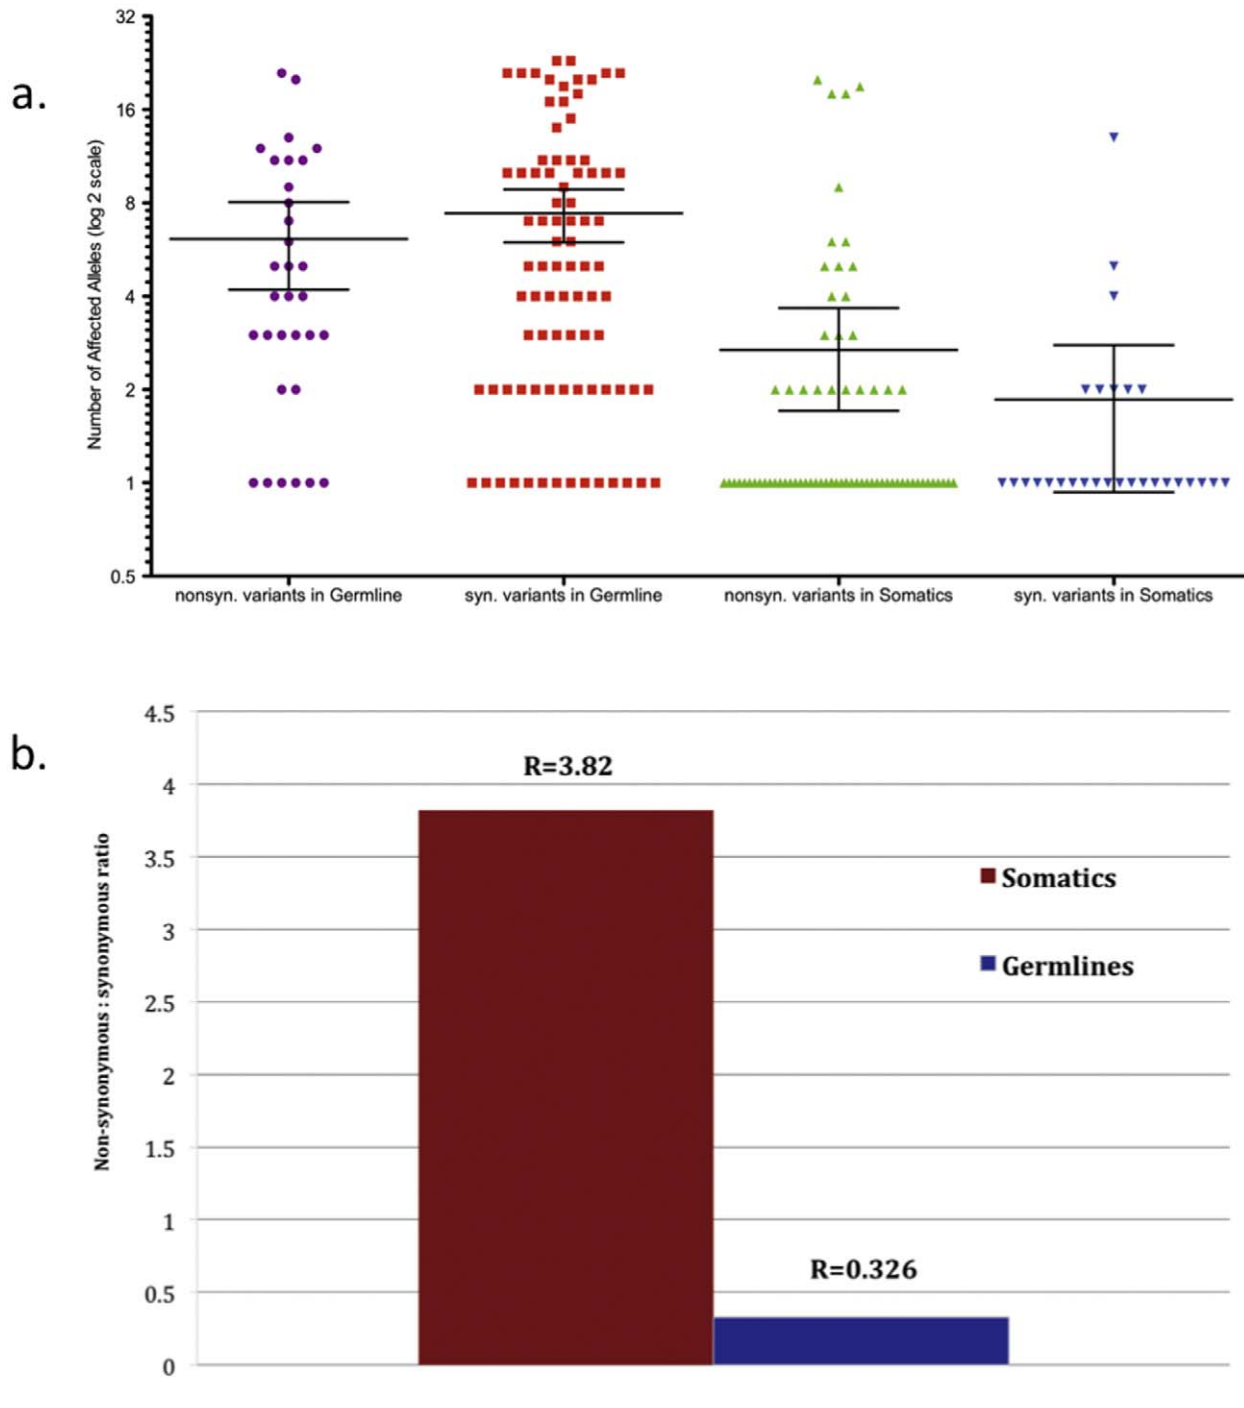 a.
Number of Affected Alleles (log 2 scale)
32
16
8
4
2
1
0.5
nonsyn. variants in Germline
syn. variants in Germline
nonsyn. variants in Somatics
syn. variants in Somatics
b.
Non-synonymous : synonymous ratio
4.5
4
3.5
3
2.5
2
1.5
1
0.5
0
R=3.82
R=0.326
Somatics
Germlines